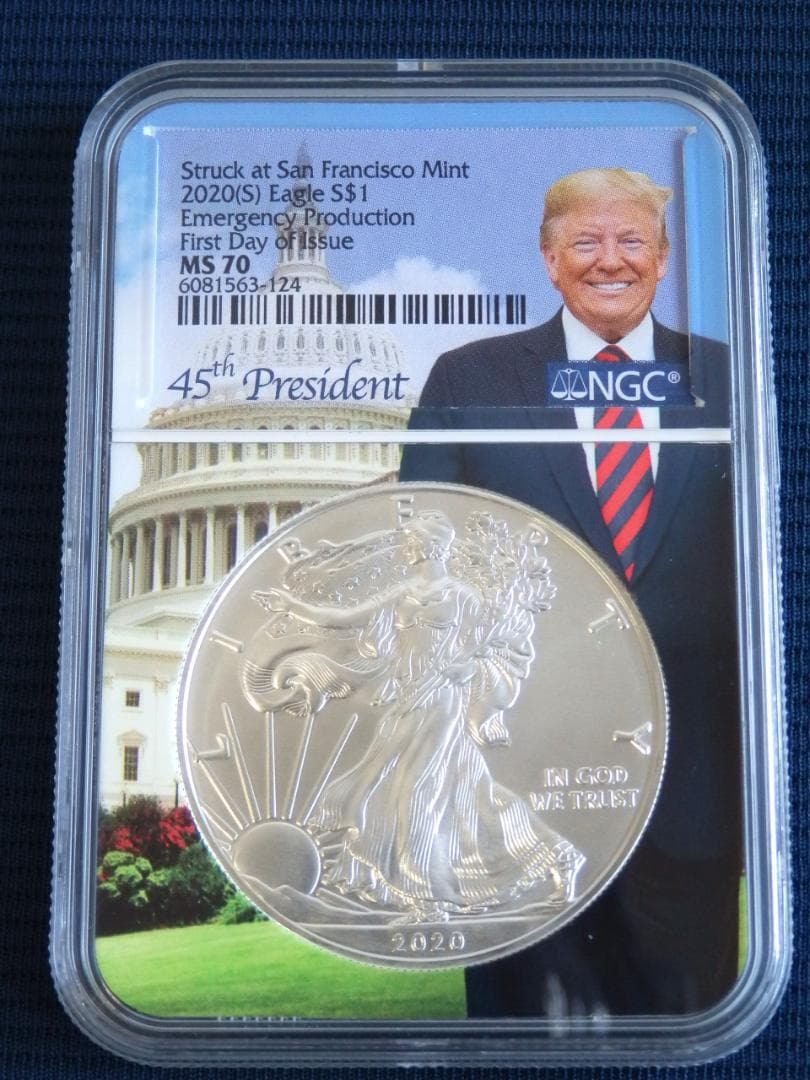 Struck at San Francisco Mint
2020(S) Eagle S$1
Emergency Production
First Day of Issue
MS 70
6081563-124
45th President
NGC®
LIBERTY
IN GOD
WE TRUST
2020